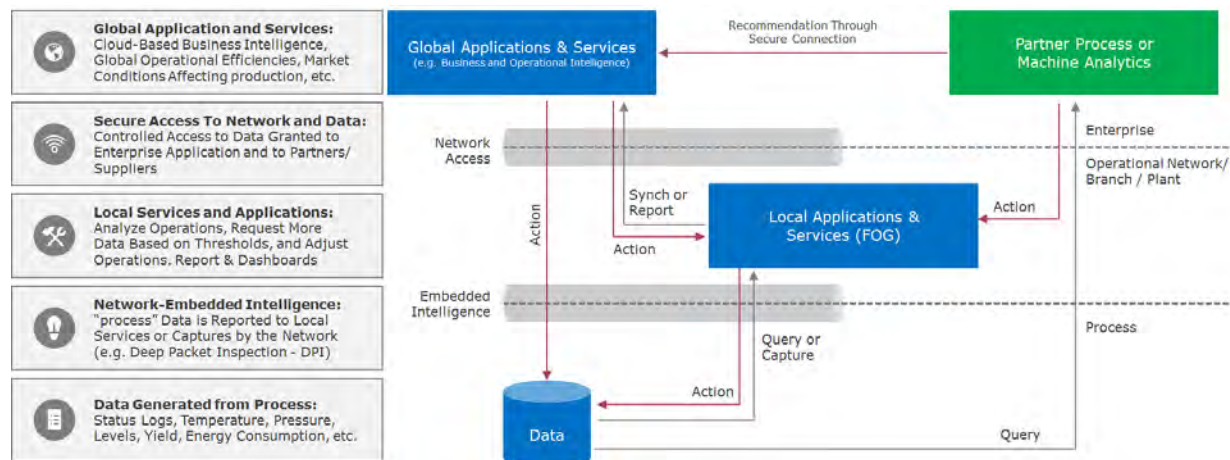 Global Application and Services:
Cloud-Based Business Intelligence,
Global Operational Efficiencies, Market
Conditions Affecting production, etc.
Secure Access To Network and Data:
Controlled Access to Data Granted to
Enterprise Application and to Partners/
Suppliers
Local Services and Applications:
Analyze Operations, Request More
Data Based on Thresholds, and Adjust
Operations. Report & Dashboards
Network-Embedded Intelligence:
"process" Data is Reported to Local
Services or Captures by the Network
(e.g. Deep Packet Inspection - DPI)
Data Generated from Process:
Status Logs, Temperature, Pressure,
Levels, Yield, Energy Consumption, etc.
Global Applications & Services
(e.g. Business and Operational Intelligence)
Recommendation Through
Secure Connection
Partner Process or
Machine Analytics
Network
Access
Enterprise
Operational Network/
Branch / Plant
Synch or
Report
Action
Action
Local Applications &
Services (FOG)
Action
Embedded
Intelligence
Process
Query or
Capture
Action
Data
Query